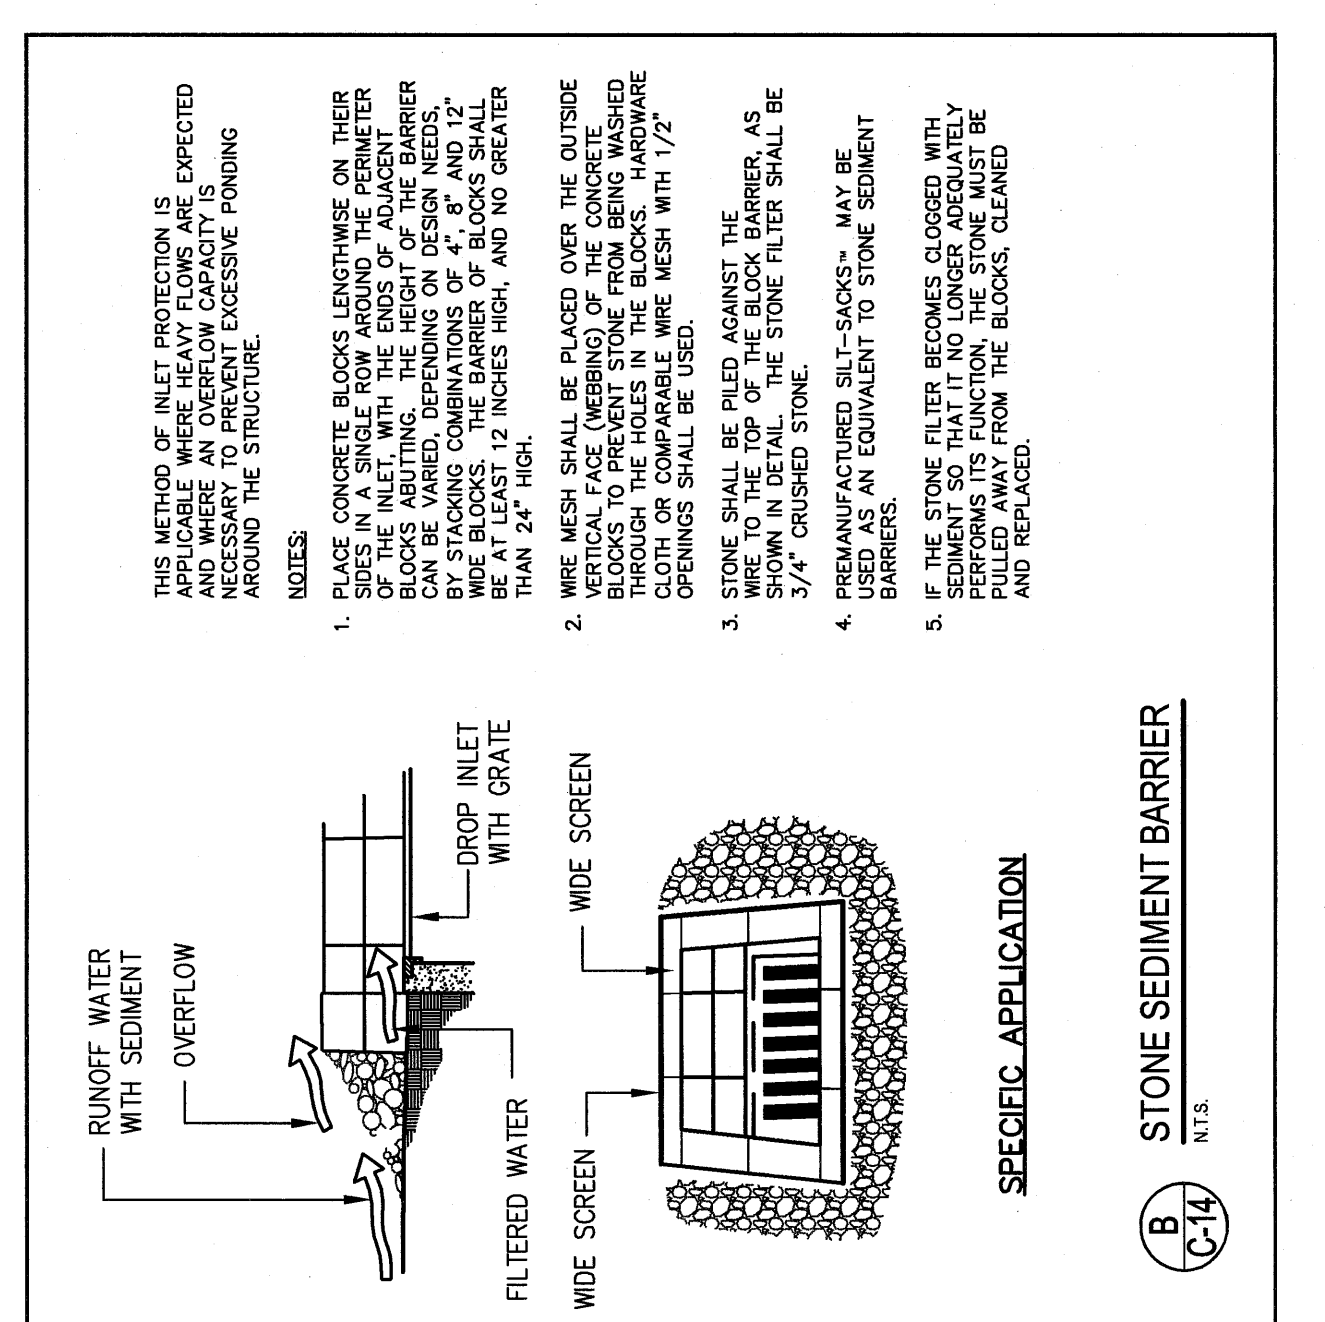 RUNOFF WATER
WITH SEDIMENT
OVERFLOW
DROP INLET
WITH GRATE
FILTERED WATER
WIDE SCREEN
WIDE SCREEN
SPECIFIC APPLICATION
B
C-14
STONE SEDIMENT BARRIER
N.T.S.
THIS METHOD OF INLET PROTECTION IS
APPLICABLE WHERE HEAVY FLOWS ARE EXPECTED
AND WHERE AN OVERFLOW CAPACITY IS
NECESSARY TO PREVENT EXCESSIVE PONDING
AROUND THE STRUCTURE.
NOTES:
1. PLACE CONCRETE BLOCKS LENGTHWISE ON THEIR
SIDES IN A SINGLE ROW AROUND THE PERIMETER
OF THE INLET, WITH THE ENDS OF ADJACENT
BLOCKS ABUTTING. THE HEIGHT OF THE BARRIER
CAN BE VARIED, DEPENDING ON DESIGN NEEDS,
BY STACKING COMBINATIONS OF 4", 8" AND 12"
WIDE BLOCKS. THE BARRIER OF BLOCKS SHALL
BE AT LEAST 12 INCHES HIGH, AND NO GREATER
THAN 24" HIGH.
2. WIRE MESH SHALL BE PLACED OVER THE OUTSIDE
VERTICAL FACE (WEBBING) OF THE CONCRETE
BLOCKS TO PREVENT STONE FROM BEING WASHED
THROUGH THE HOLES IN THE BLOCKS. HARDWARE
CLOTH OR COMPARABLE WIRE MESH WITH 1/2"
OPENINGS SHALL BE USED.
3. STONE SHALL BE PILED AGAINST THE
WIRE TO THE TOP OF THE BLOCK BARRIER, AS
SHOWN IN DETAIL. THE STONE FILTER SHALL BE
3/4" CRUSHED STONE.
4. PREMANUFACTURED SILT-SACKS™ MAY BE
USED AS AN EQUIVALENT TO STONE SEDIMENT
BARRIERS.
5. IF THE STONE FILTER BECOMES CLOGGED WITH
SEDIMENT SO THAT IT NO LONGER ADEQUATELY
PERFORMS ITS FUNCTION, THE STONE MUST BE
PULLED AWAY FROM THE BLOCKS, CLEANED
AND REPLACED.